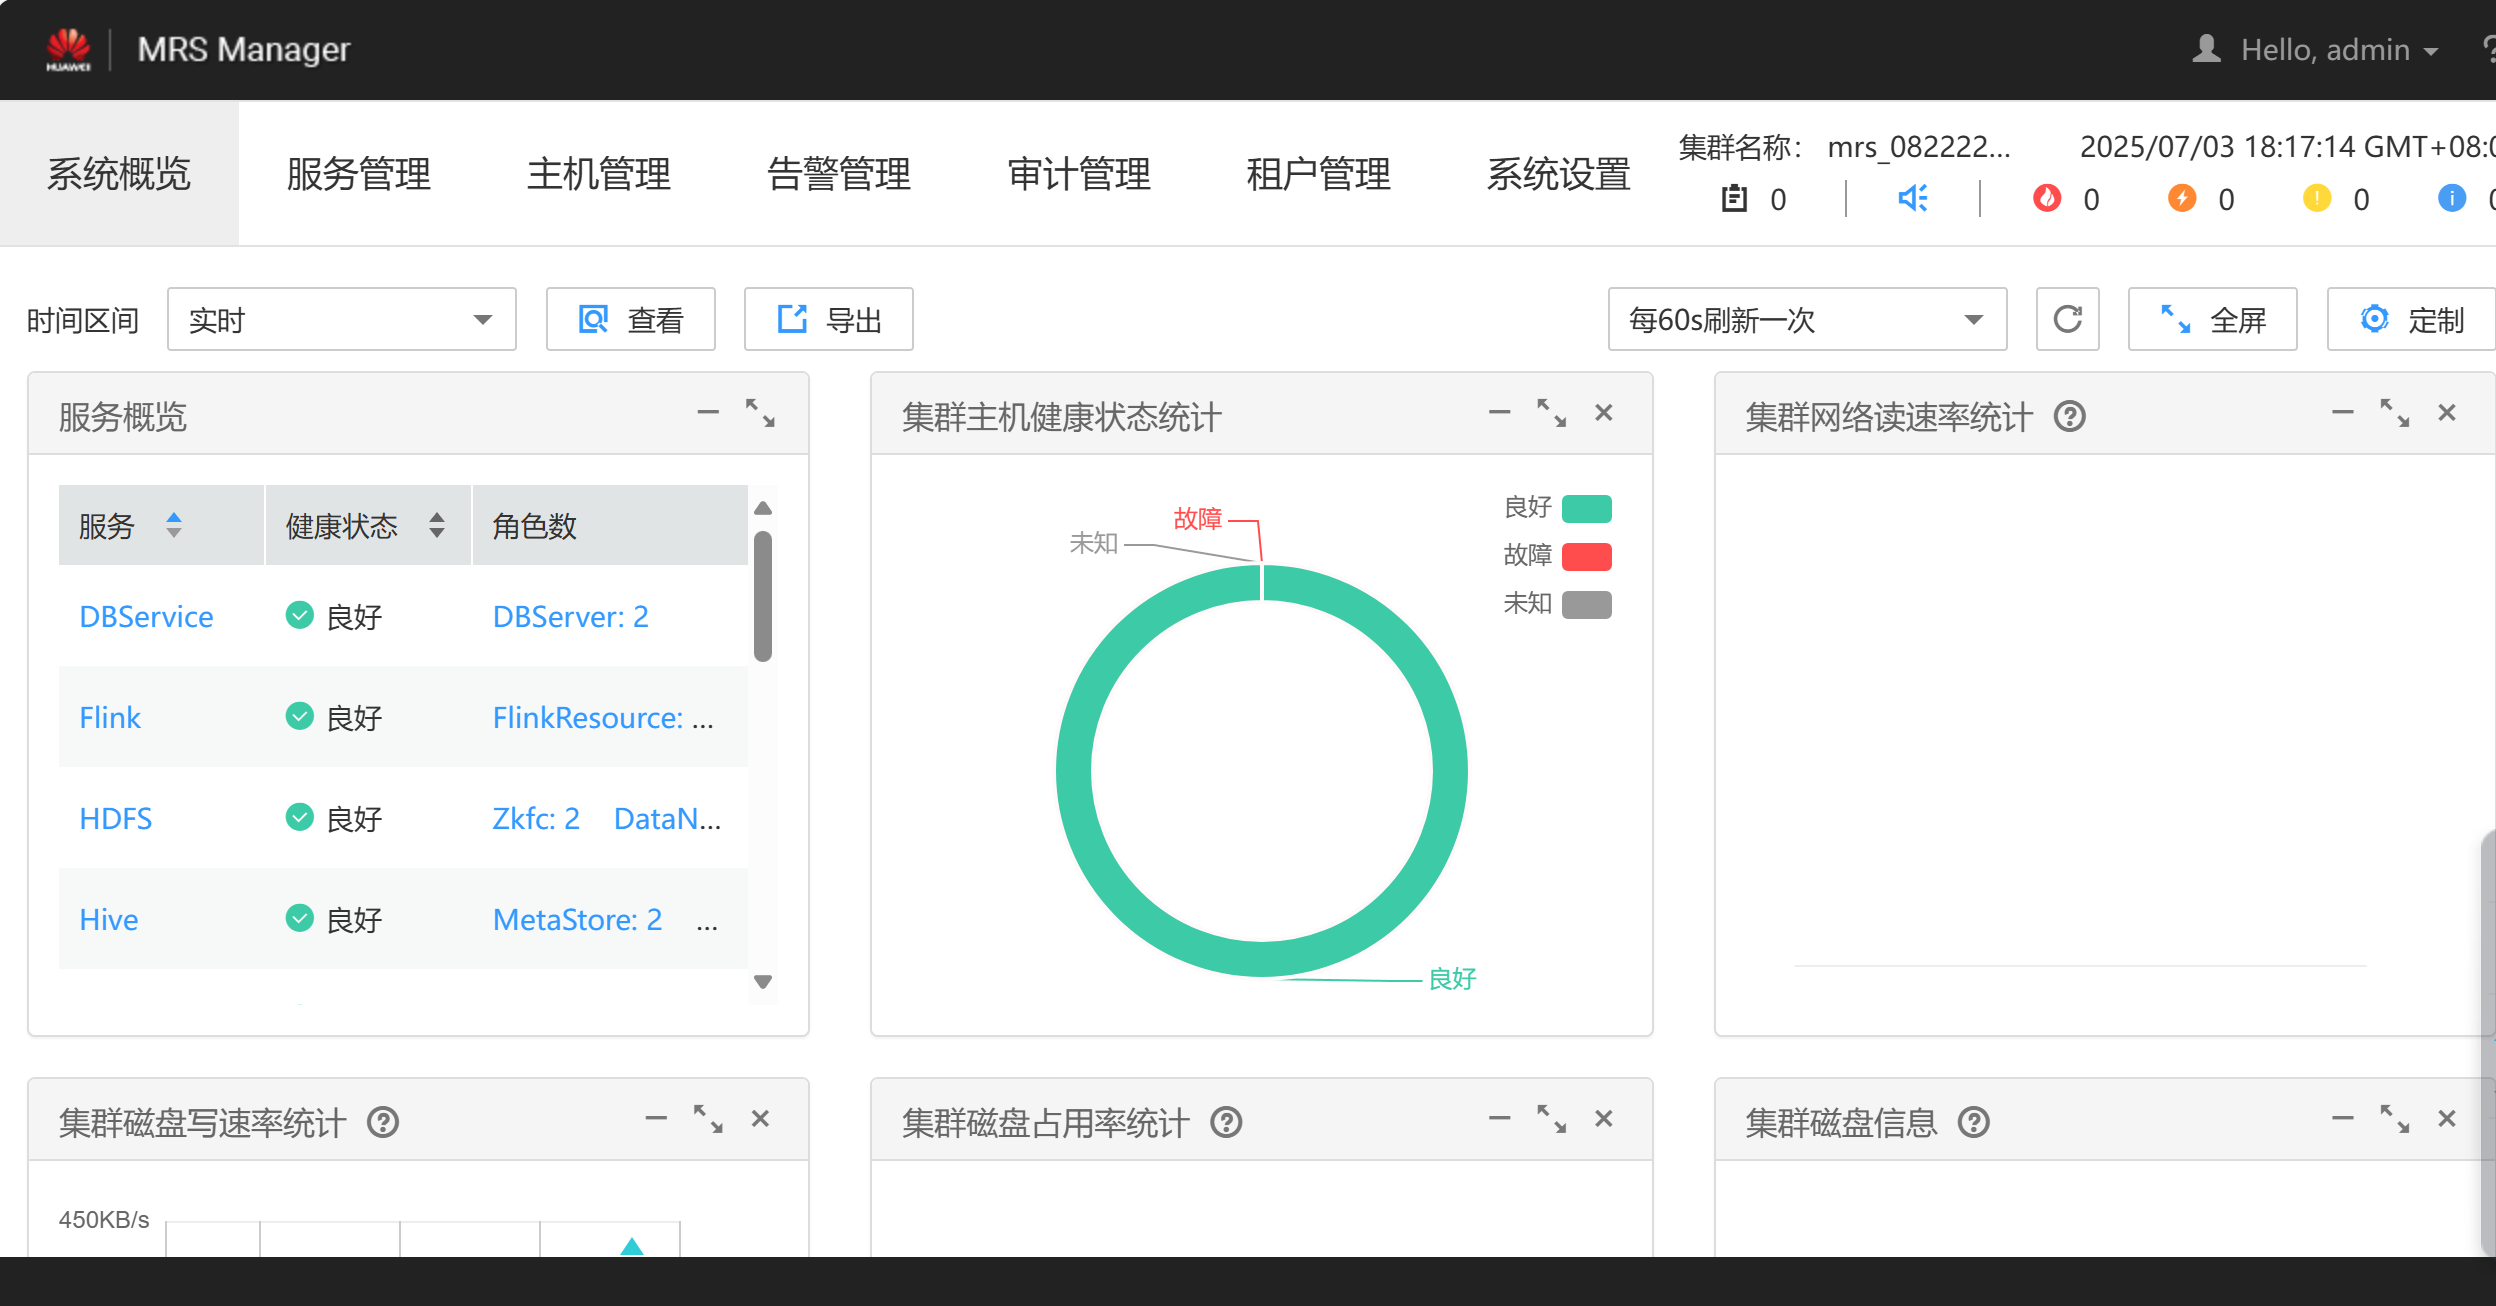 HUAWEI
MRS Manager
Hello, admin
系统概览
服务管理
主机管理
告警管理
审计管理
租户管理
系统设置
集群名称： mrs_082222...
2025/07/03 18:17:14 GMT+08:0
0
0
0
0
时间区间
实时
查看
导出
每60s刷新一次
全屏
定制
服务概览
服务 健康状态 角色数
DBService 良好 DBServer: 2
Flink 良好 FlinkResource: ...
HDFS 良好 Zkfc: 2 DataN...
Hive 良好 MetaStore: 2 ...
集群主机健康状态统计
良好
故障
未知
故障
未知
良好
集群网络读速率统计
集群磁盘写速率统计
450KB/s
集群磁盘占用率统计
集群磁盘信息